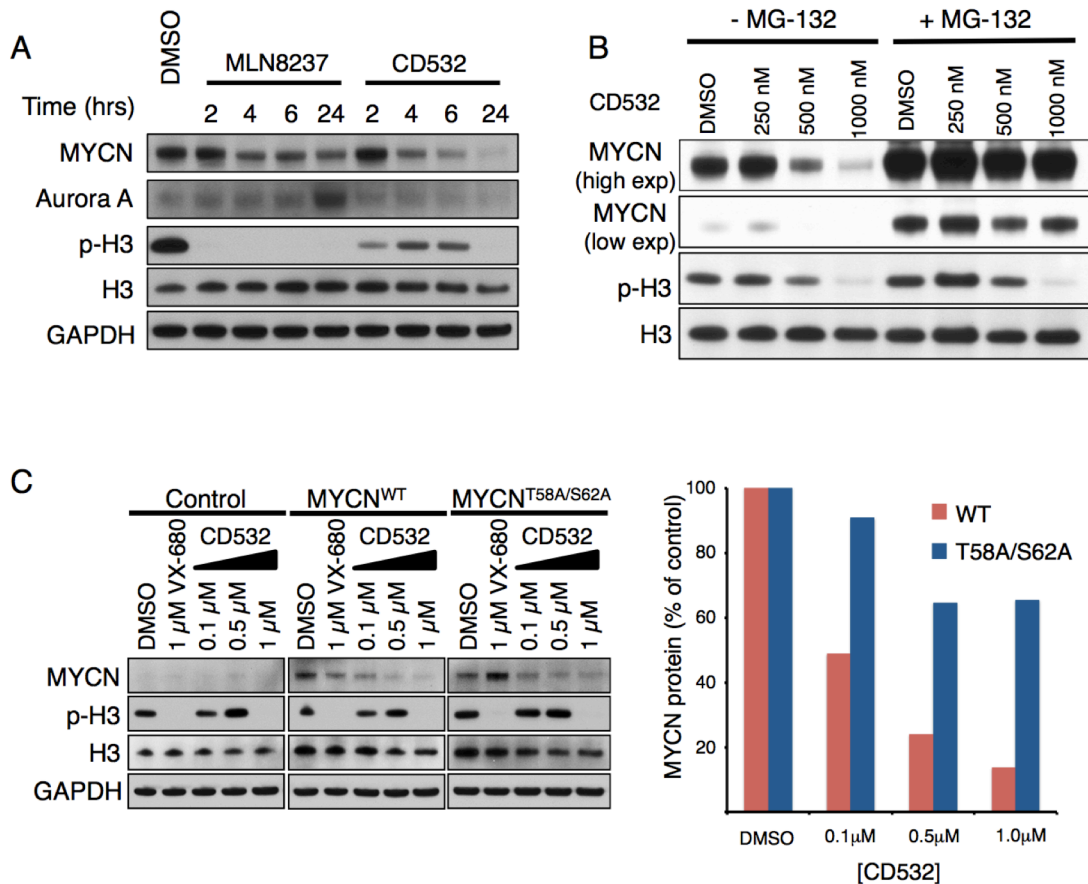 A
DMSO
MLN8237 CD532
Time (hrs) 2 4 6 24 2 4 6 24
MYCN
Aurora A
p-H3
H3
GAPDH
B
- MG-132 + MG-132
CD532 DMSO 250 nM 500 nM 1000 nM DMSO 250 nM 500 nM 1000 nM
MYCN
(high exp)
MYCN
(low exp)
p-H3
H3
C
Control MYCNWT MYCNT58A/S62A
CD532 CD532 CD532
DMSO 1 µM VX-680 0.1 µM 0.5 µM 1 µM DMSO 1 µM VX-680 0.1 µM 0.5 µM 1 µM DMSO 1 µM VX-680 0.1 µM 0.5 µM 1 µM
MYCN
p-H3
H3
GAPDH
MYCN protein (% of control)
100
80
60
40
20
WT
T58A/S62A
DMSO 0.1µM 0.5µM 1.0µM
[CD532]